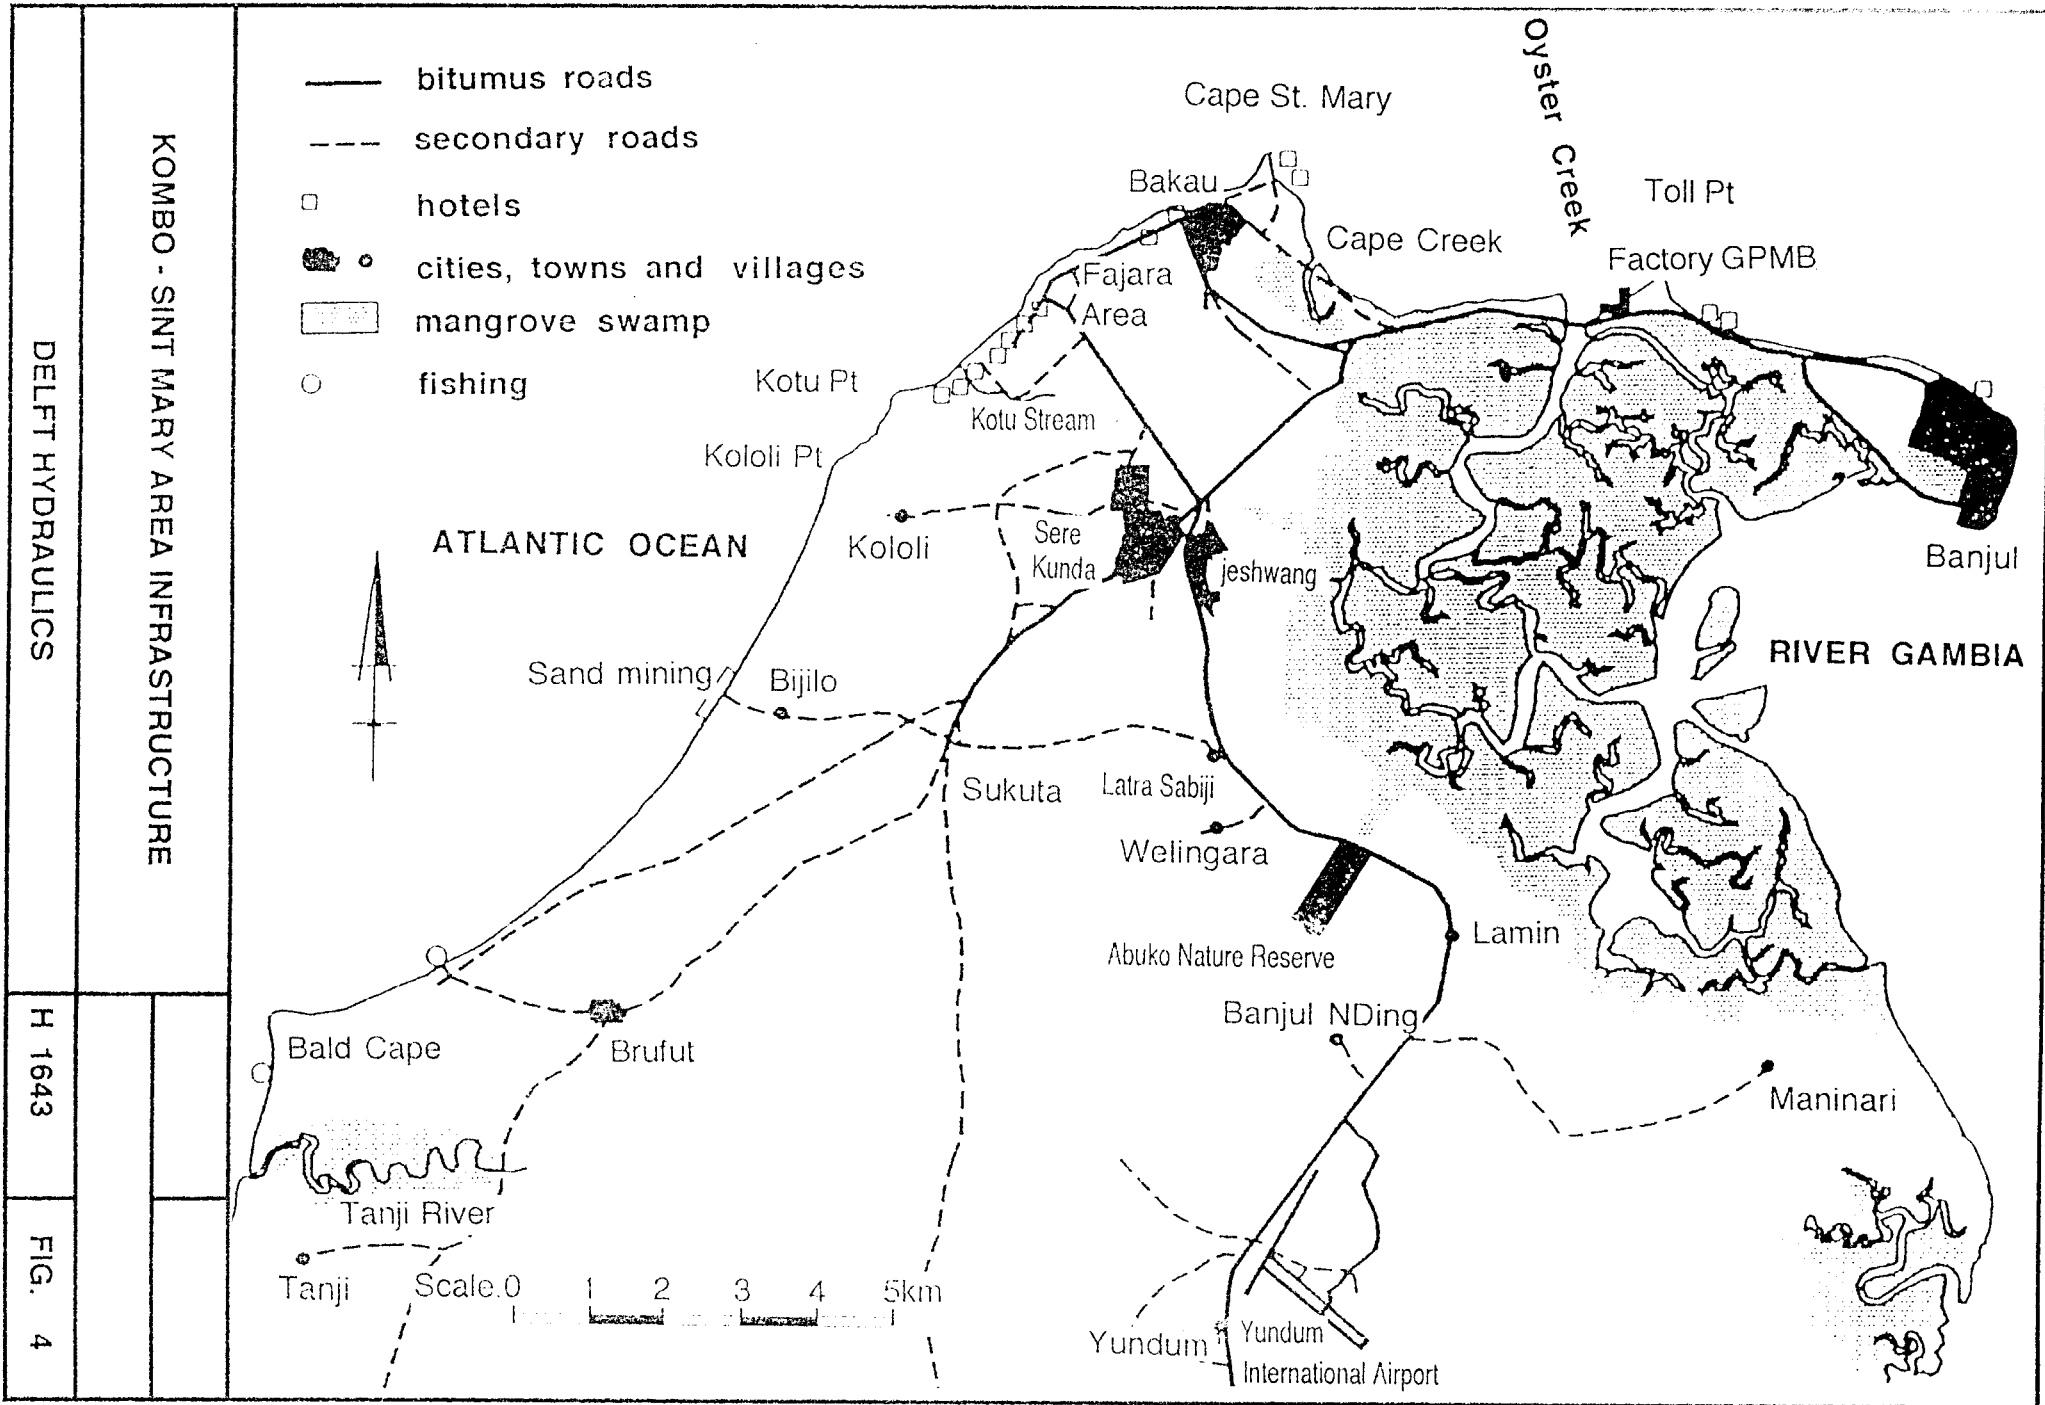 bitumus roads
secondary roads
hotels
cities, towns and villages
mangrove swamp
fishing
KOMBO - SINT MARY AREA INFRASTRUCTURE
DELFT HYDRAULICS
H 1643
FIG. 4
Oyster Creek
Cape St. Mary
Bakau
Toll Pt
Cape Creek
Factory GPMB
Fajara
Area
Kotu Pt
Kotu Stream
Kololi Pt
ATLANTIC OCEAN
Kololi
Sere
Kunda
jeshwang
Banjul
RIVER GAMBIA
Sand mining
Bijilo
Sukuta
Latra Sabiji
Welingara
Lamin
Abuko Nature Reserve
Banjul NDing
Bald Cape
Brufut
Maninari
Tanji River
Tanji
Scale.0 1 2 3 4 5km
Yundum
Yundum
International Airport